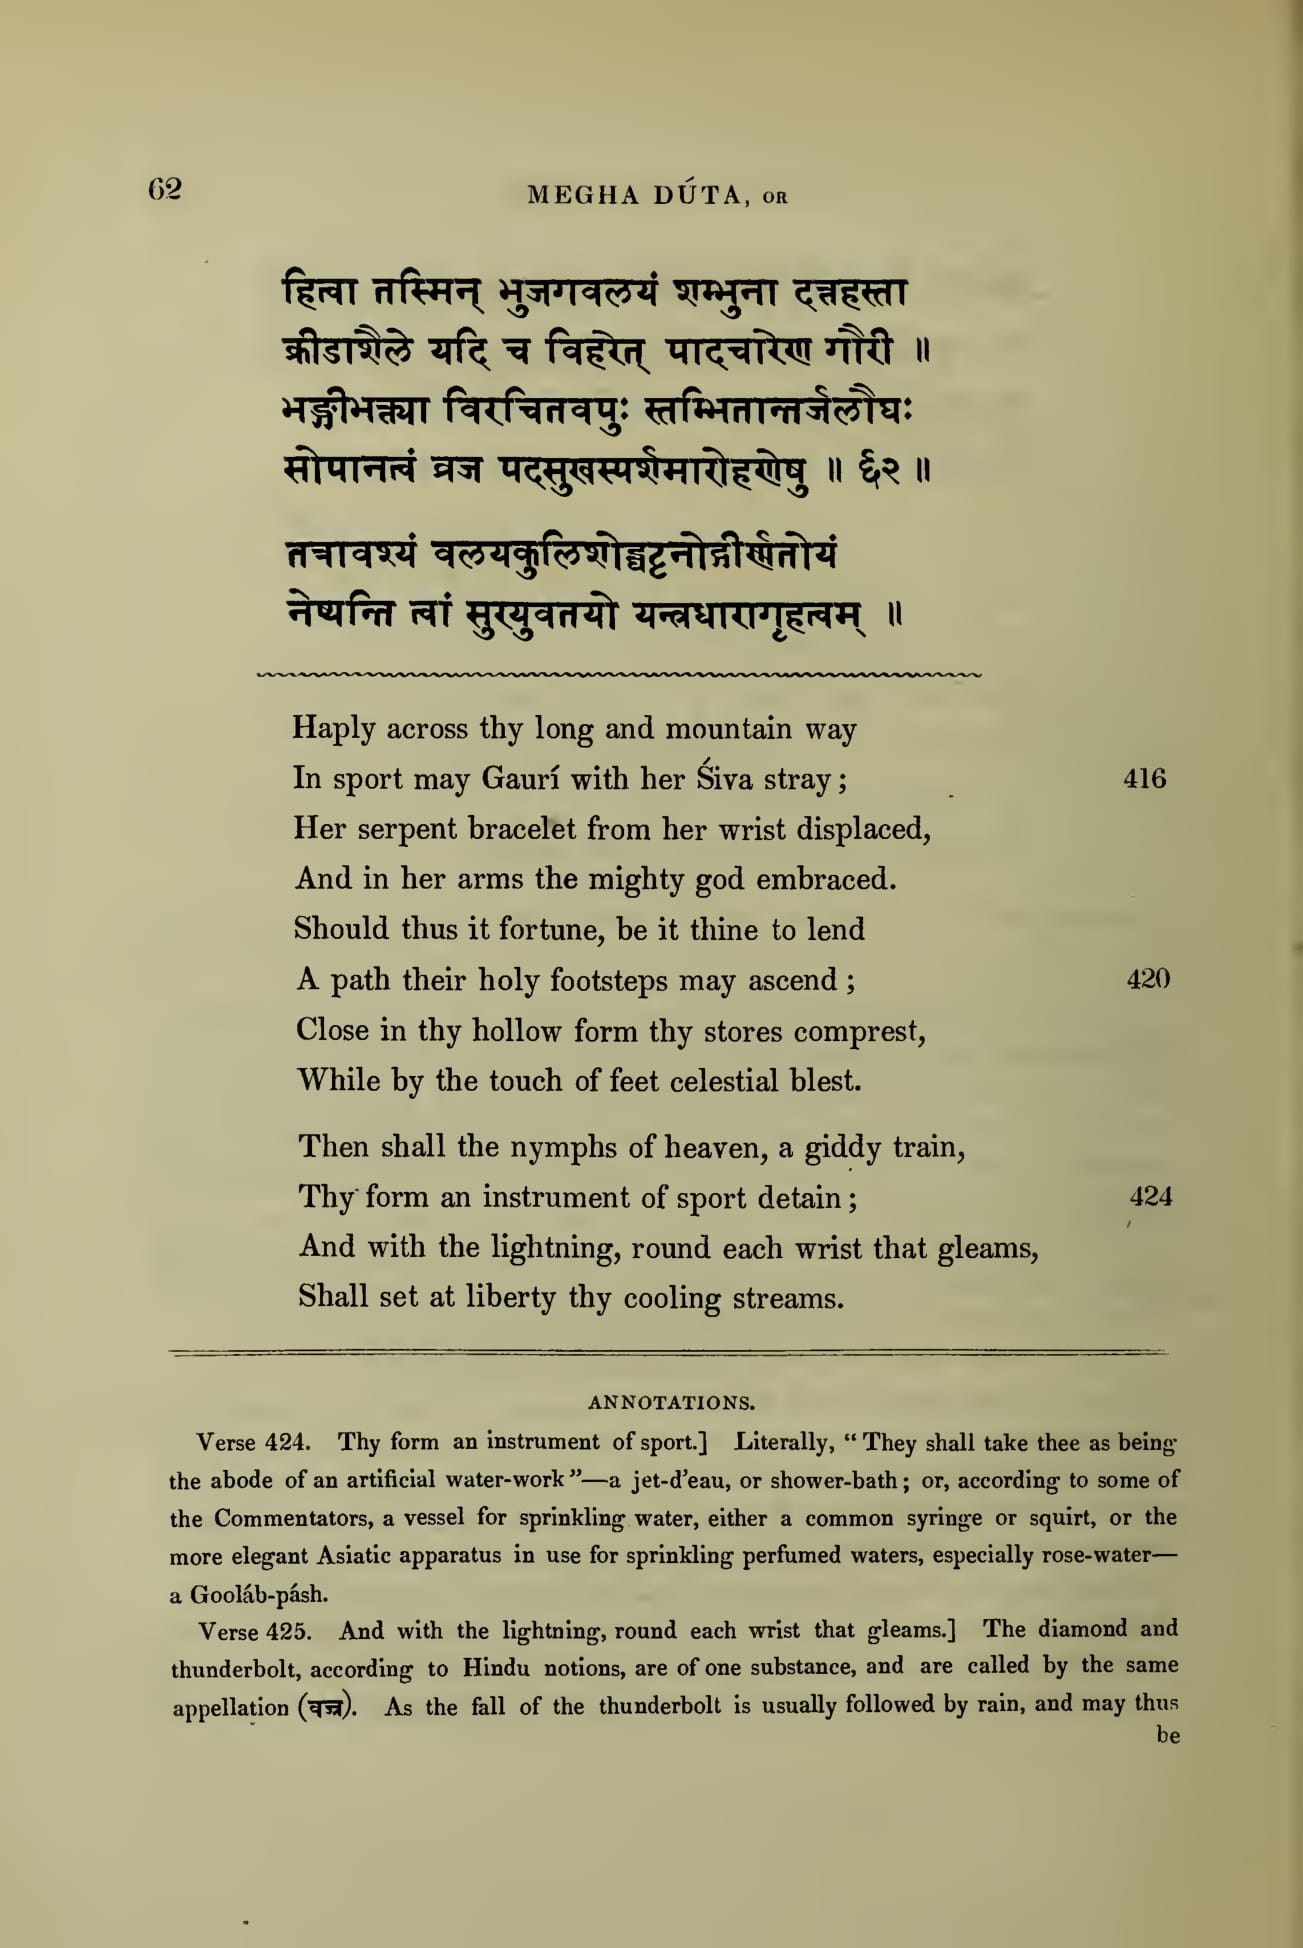 62
MEGHA DÚTA, OR
हित्वा तस्मिन् भुजगवलयं शम्भुना दत्तहस्ता
क्रीडाशैले यदि च विहरेत् पादचारेण गौरी ॥
भङ्गीभक्त्या विरचितवपुः स्तम्भितान्तर्जलौघः
सोपानत्वं व्रज पदसुखस्पर्शमारोहणेषु ॥ ६२ ॥
तत्रावश्यं वलयकुलिशोद्घट्टनोद्गीर्णतोयं
नेष्यन्ति त्वां सुरयुवतयो यन्त्रधारागृहत्वम् ॥
Haply across thy long and mountain way
In sport may Gaurí with her Śiva stray; 416
Her serpent bracelet from her wrist displaced,
And in her arms the mighty god embraced.
Should thus it fortune, be it thine to lend
A path their holy footsteps may ascend; 420
Close in thy hollow form thy stores comprest,
While by the touch of feet celestial blest.
Then shall the nymphs of heaven, a giddy train,
Thy form an instrument of sport detain; 424
And with the lightning, round each wrist that gleams,
Shall set at liberty thy cooling streams.
ANNOTATIONS.
Verse 424. Thy form an instrument of sport.] Literally, “They shall take thee as being
the abode of an artificial water-work”—a jet-d’eau, or shower-bath; or, according to some of
the Commentators, a vessel for sprinkling water, either a common syringe or squirt, or the
more elegant Asiatic apparatus in use for sprinkling perfumed waters, especially rose-water—
a Gooláb-pásh.
Verse 425. And with the lightning, round each wrist that gleams.] The diamond and
thunderbolt, according to Hindu notions, are of one substance, and are called by the same
appellation (वज्र). As the fall of the thunderbolt is usually followed by rain, and may thus
be